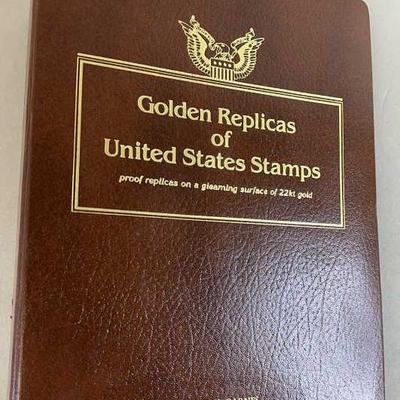 Golden Replicas
of
United States Stamps
proof replicas on a gleaming surface of 22kt gold